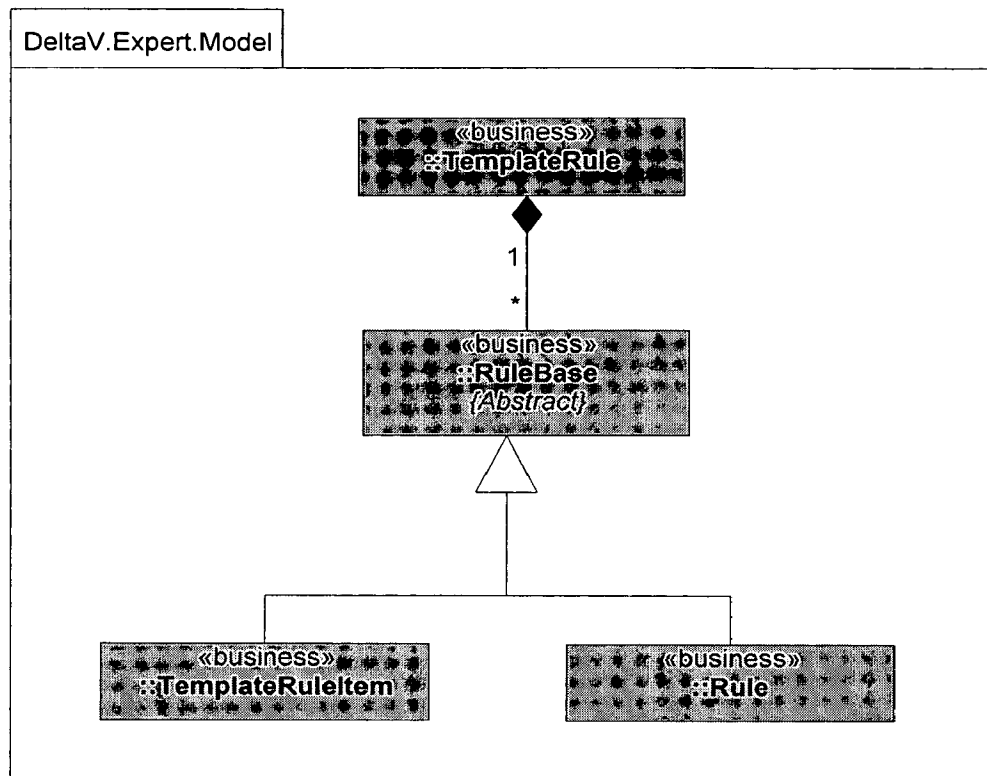 DeltaV.Expert.Model
«business»
::TemplateRule
1
*
«business»
::RuleBase
{Abstract}
«business»
::TemplateRuleItem
«business»
::Rule